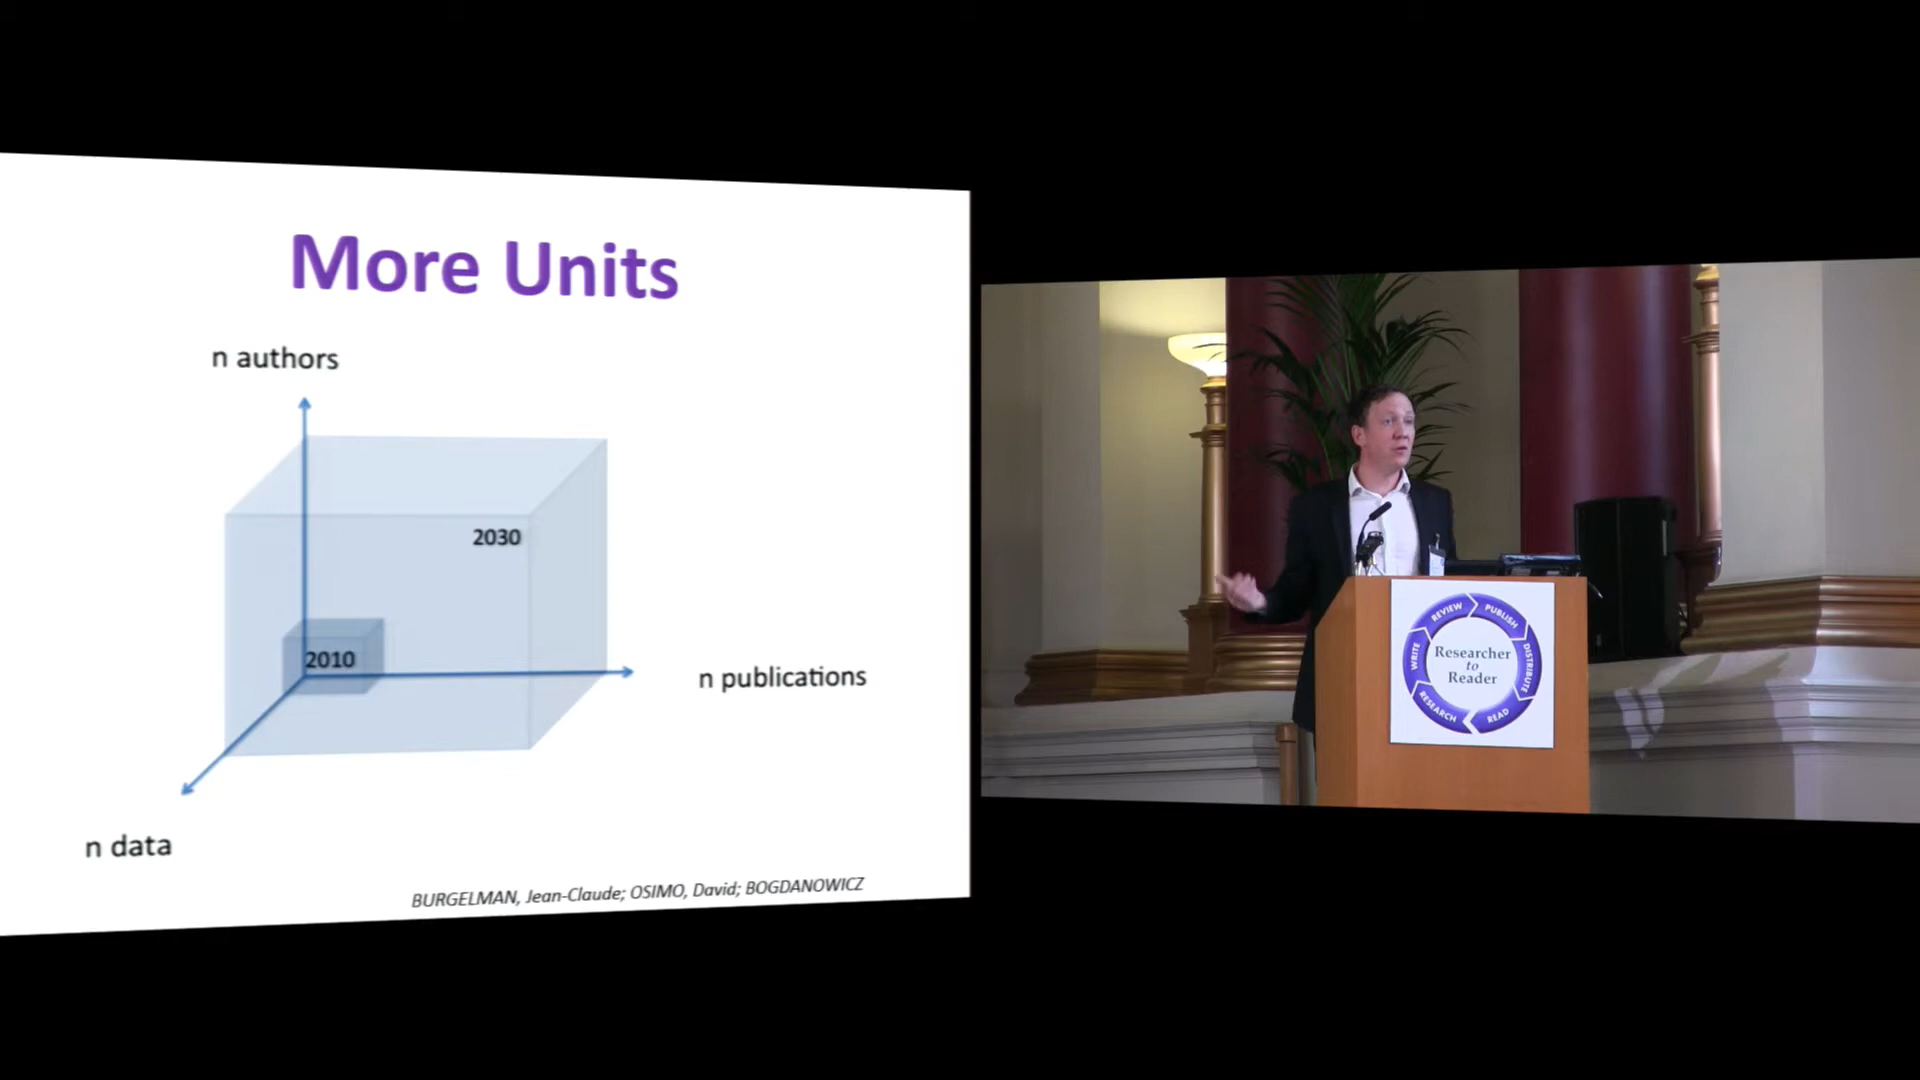 More Units
n authors
2030
2010
n publications
n data
BURGELMAN, Jean-Claude; OSIMO, David; BOGDANOWICZ
REVIEW
PUBLISH
DISTRIBUTE
READ
RESEARCH
WRITE
Researcher
to
Reader